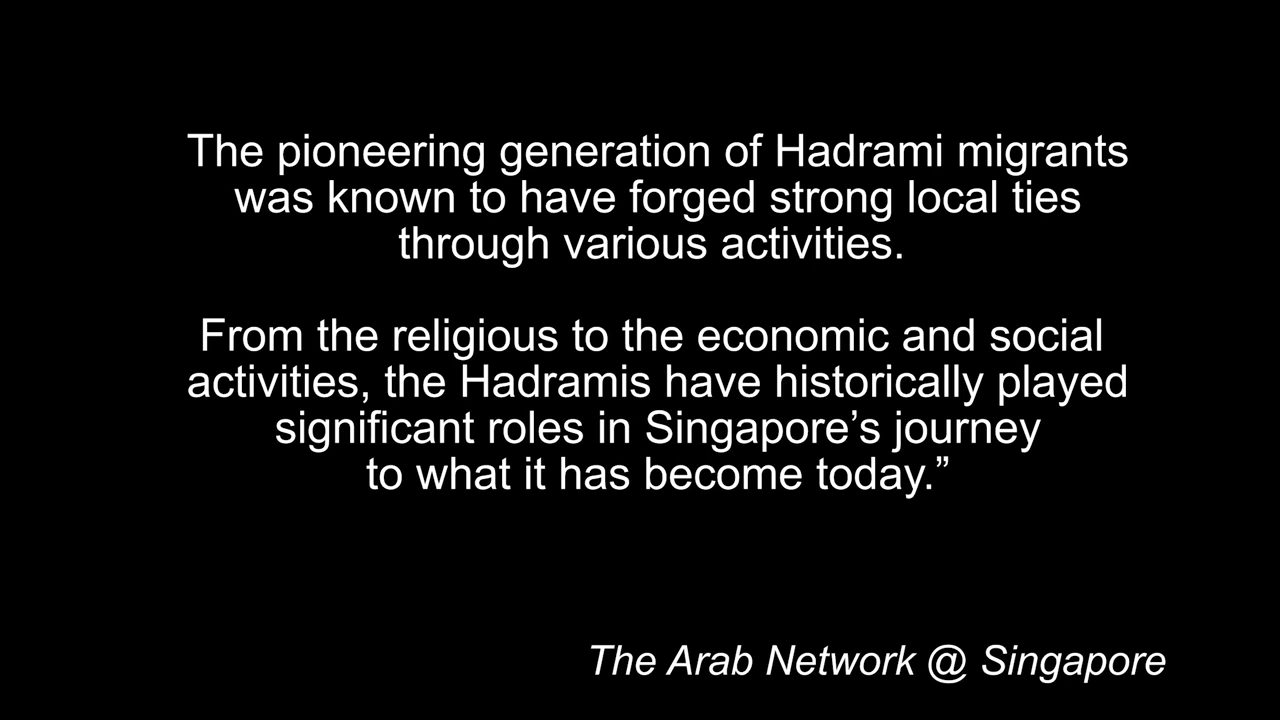 The pioneering generation of Hadrami migrants
was known to have forged strong local ties
through various activities.
From the religious to the economic and social
activities, the Hadramis have historically played
significant roles in Singapore’s journey
to what it has become today.”
The Arab Network @ Singapore